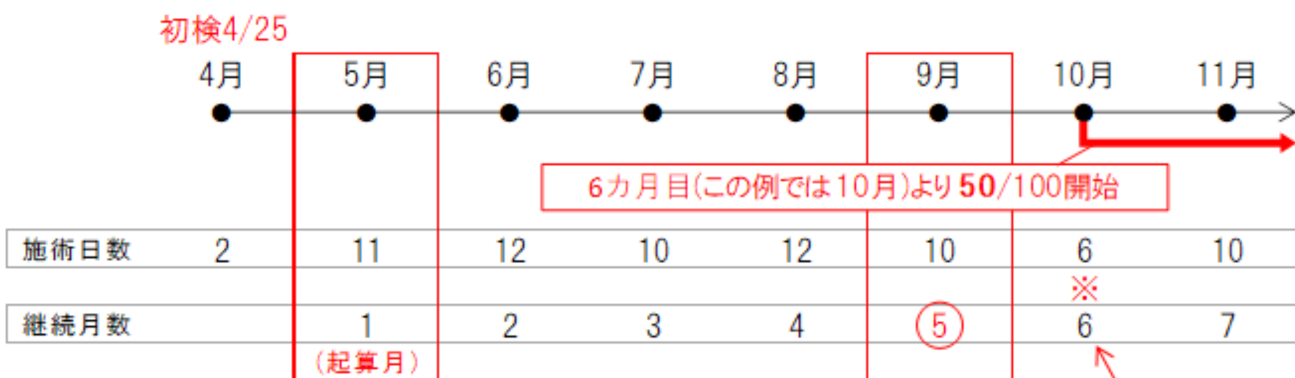 初検4/25
4月 5月 6月 7月 8月 9月 10月 11月
6カ月目(この例では10月)より50/100開始
施術日数 2 11 12 10 12 10 6 10
※
継続月数 1 2 3 4 5 6 7
(起算月)